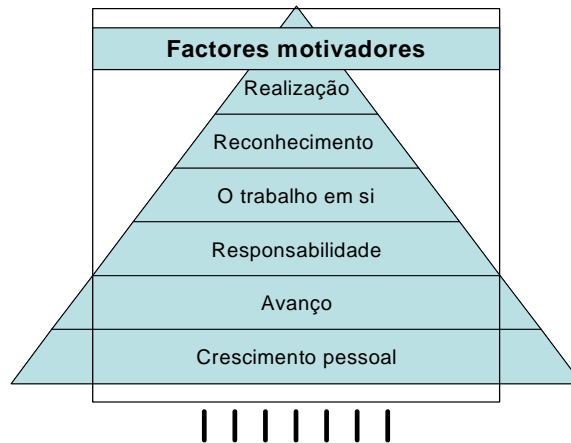 Factores motivadores
Realização
Reconhecimento
O trabalho em si
Responsabilidade
Avanço
Crescimento pessoal